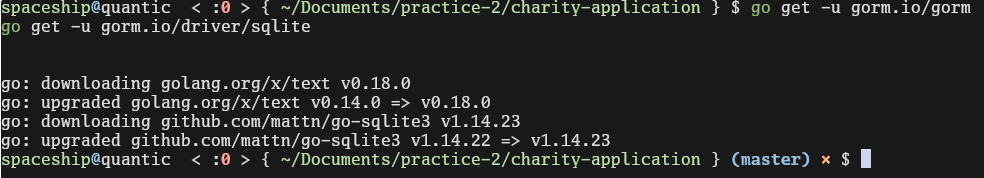 spaceship@quantic < :0 > { ~/Documents/practice-2/charity-application } $ go get -u gorm.io/gorm
go get -u gorm.io/driver/sqlite
go: downloading golang.org/x/text v0.18.0
go: upgraded golang.org/x/text v0.14.0 => v0.18.0
go: downloading github.com/mattn/go-sqlite3 v1.14.23
go: upgraded github.com/mattn/go-sqlite3 v1.14.22 => v1.14.23
spaceship@quantic < :0 > { ~/Documents/practice-2/charity-application } (master) × $